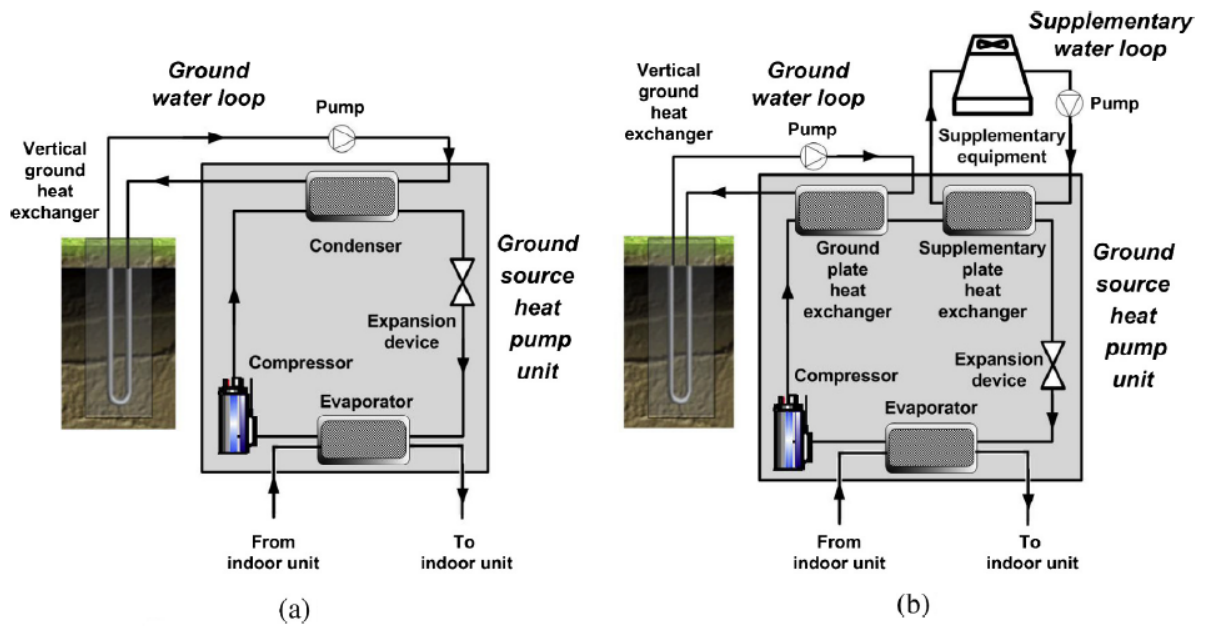 Ground
water loop
Pump
Vertical
ground
heat
exchanger
Condenser
Ground
source
heat
pump
unit
Expansion
device
Compressor
Evaporator
From
indoor unit
To
indoor unit
(a)
Supplementary
water loop
Vertical
ground
heat
exchanger
Ground
water loop
Pump
Pump
Supplementary
equipment
Ground
plate
heat
exchanger
Supplementary
plate
heat
exchanger
Ground
source
heat
pump
unit
Expansion
device
Compressor
Evaporator
From
indoor unit
To
indoor unit
(b)